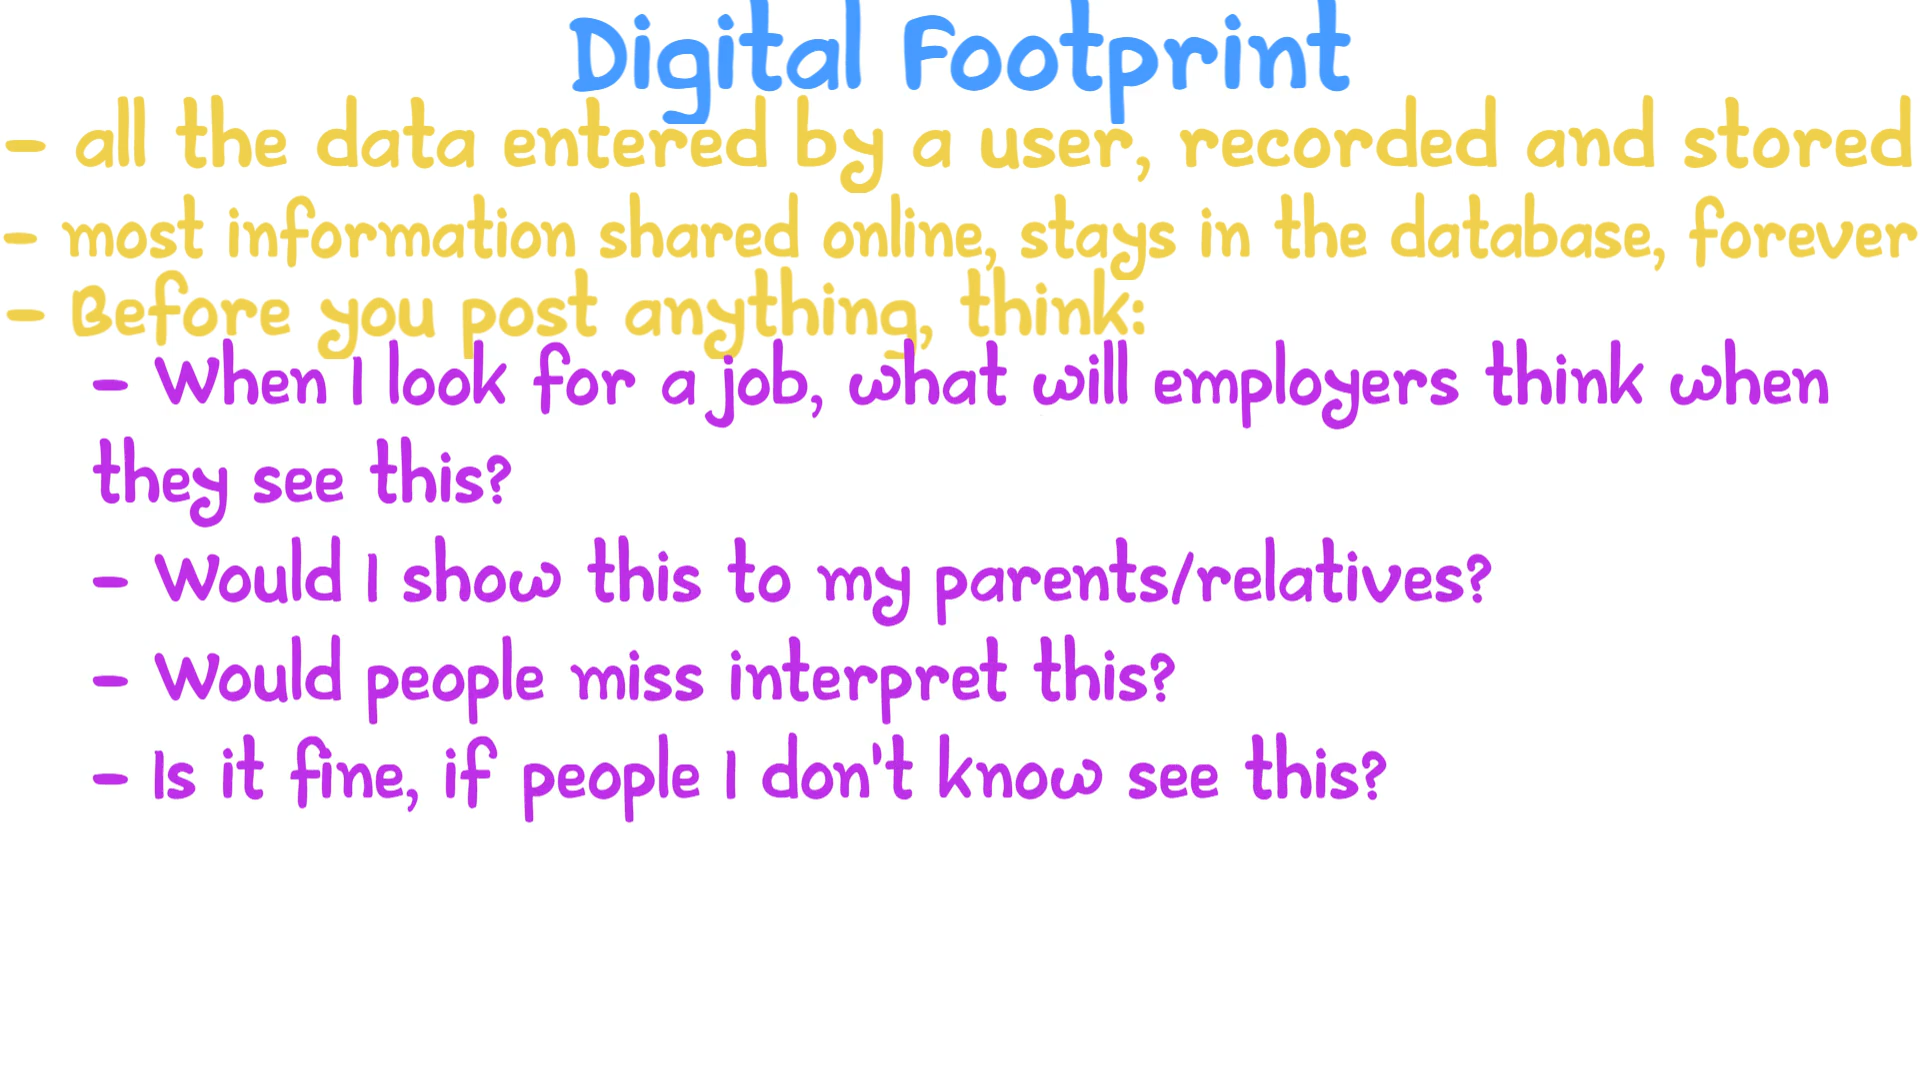 Digital Footprint
- all the data entered by a user, recorded and stored
- most information shared online, stays in the database, forever
- Before you post anything, think:
- When I look for a job, what will employers think when
they see this?
- Would I show this to my parents/relatives?
- Would people miss interpret this?
- Is it fine, if people I don't know see this?